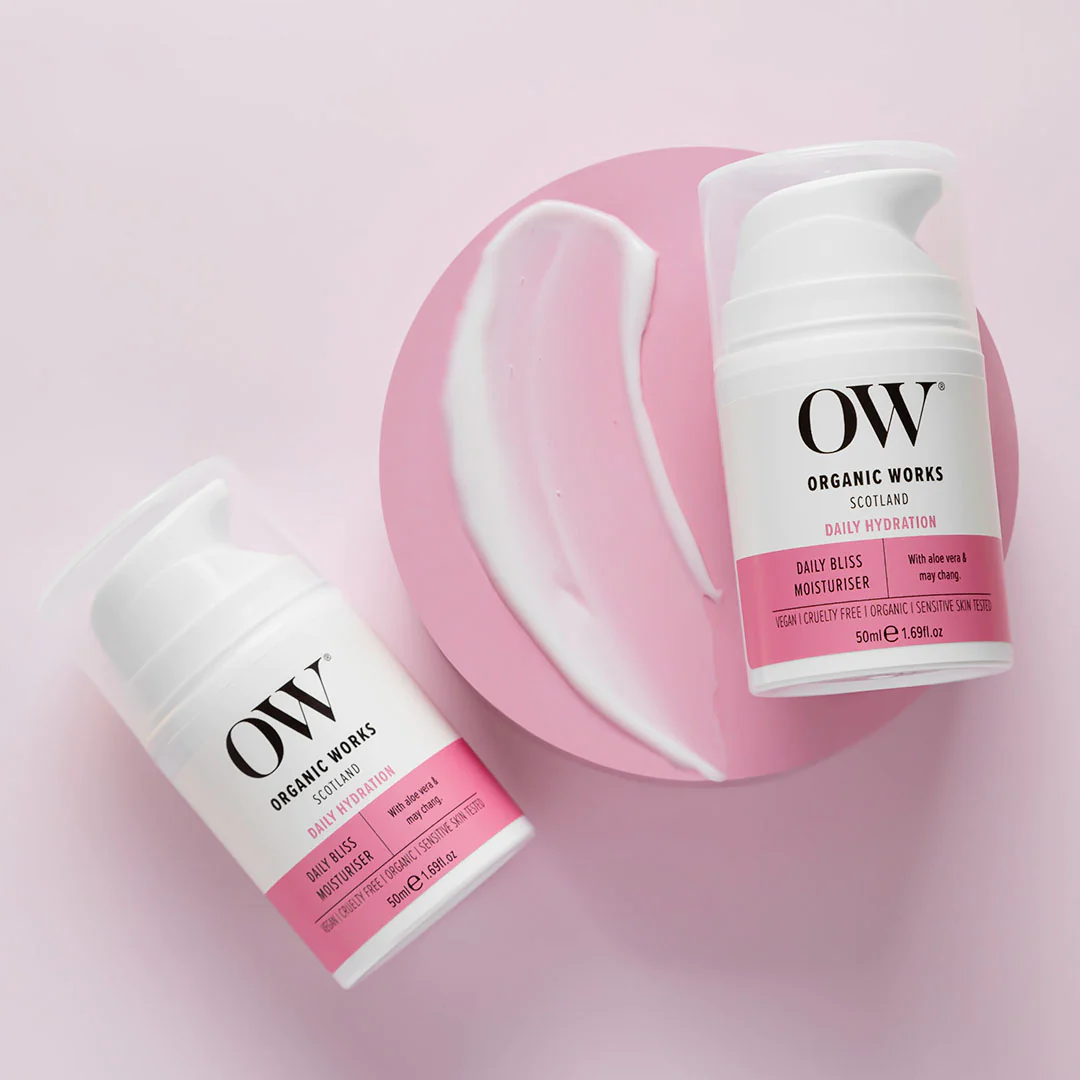 OW®
ORGANIC WORKS
SCOTLAND
DAILY HYDRATION
DAILY BLISS
MOISTURISER
With aloe vera &
may chang.
VEGAN | CRUELTY FREE | ORGANIC | SENSITIVE SKIN TESTED
50ml ℮ 1.69fl.oz
OW®
ORGANIC WORKS
SCOTLAND
DAILY HYDRATION
DAILY BLISS
MOISTURISER
With aloe vera &
may chang.
VEGAN | CRUELTY FREE | ORGANIC | SENSITIVE SKIN TESTED
50ml ℮ 1.69fl.oz